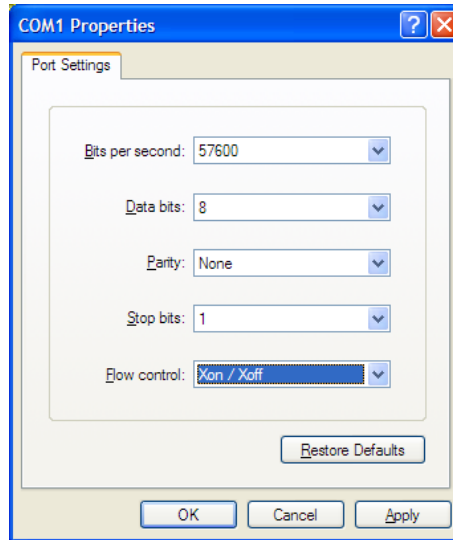 COM1 Properties
Port Settings
Bits per second: 57600
Data bits: 8
Parity: None
Stop bits: 1
Flow control: Xon / Xoff
Restore Defaults
OK Cancel Apply